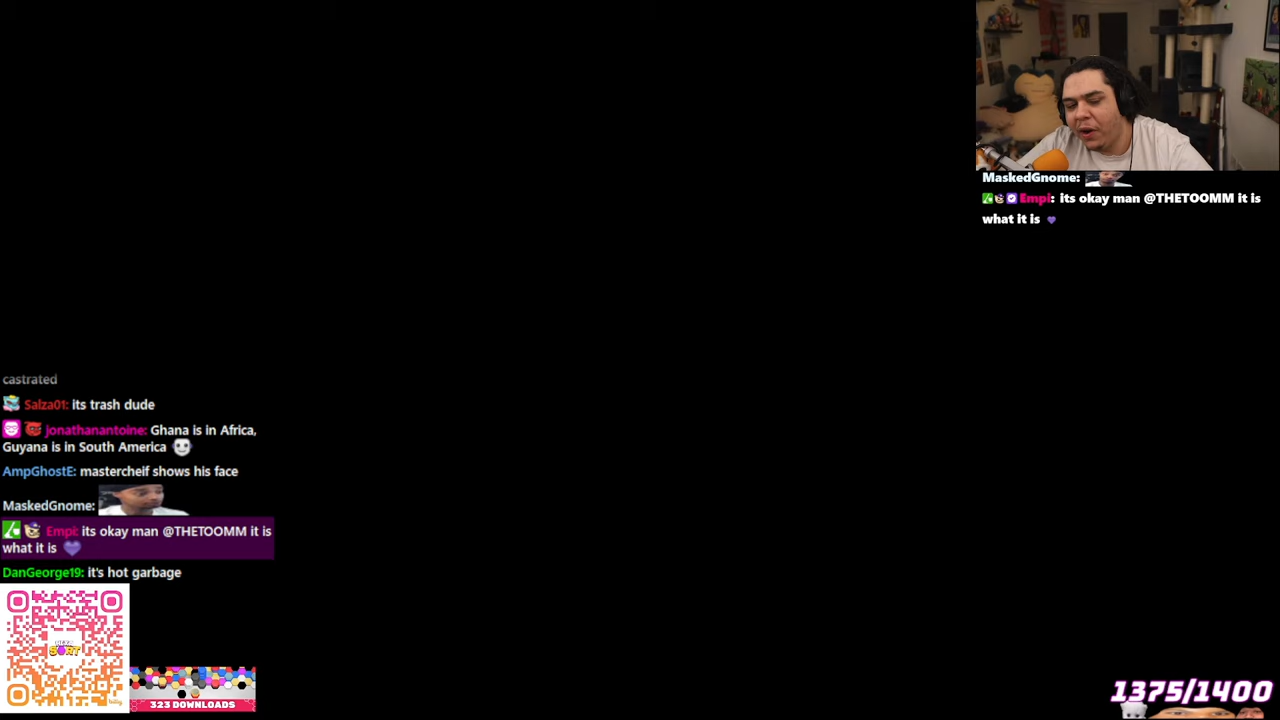 MaskedGnome:
Empi: its okay man @THETOOMM it is
what it is
castrated
Salza01: its trash dude
jonathanantoine: Ghana is in Africa,
Guyana is in South America
AmpGhostE: mastercheif shows his face
MaskedGnome:
Empi: its okay man @THETOOMM it is
what it is
DanGeorge19: it's hot garbage
SORT
323 DOWNLOADS
1375/1400